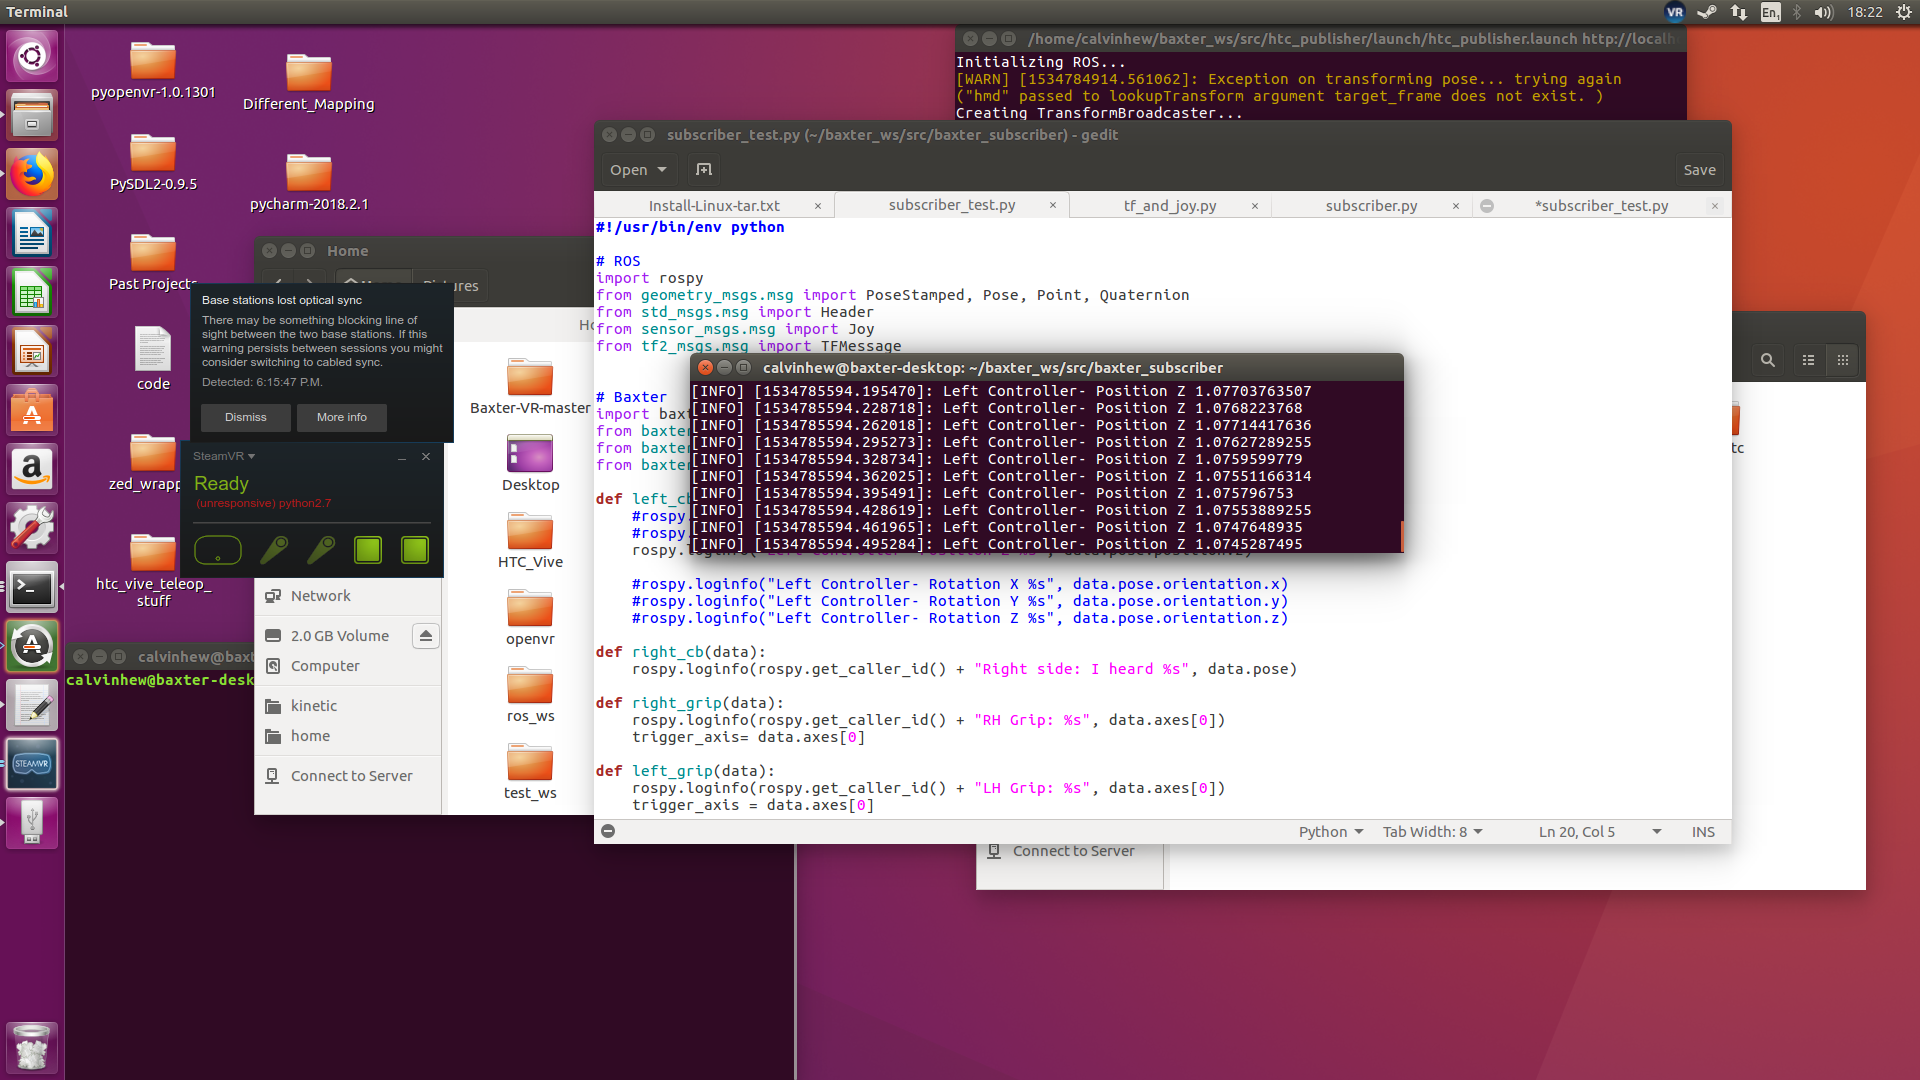 Terminal
VR
En1
18:22
pyopenvr-1.0.1301
Different_Mapping
PySDL2-0.9.5
pycharm-2018.2.1
Past Projects
code
zed_wrapp
htc_vive_teleop_
stuff
/home/calvinhew/baxter_ws/src/htc_publisher/launch/htc_publisher.launch http://localh
Initializing ROS...
[WARN] [1534784914.561062]: Exception on transforming pose... trying again
("hmd" passed to lookupTransform argument target_frame does not exist. )
Creating TransformBroadcaster...
Home
Pictures
Base stations lost optical sync
There may be something blocking line of
sight between the two base stations. If this
warning persists between sessions you might
consider switching to cabled sync.
Detected: 6:15:47 P.M.
Dismiss
More info
SteamVR
Ready
(unresponsive) python2.7
Network
2.0 GB Volume
Computer
kinetic
home
Connect to Server
Baxter-VR-master
Desktop
HTC_Vive
openvr
ros_ws
test_ws
calvinhew@baxt
calvinhew@baxter-desk
STEAMVR
subscriber_test.py (~/baxter_ws/src/baxter_subscriber) - gedit
Open
Save
Install-Linux-tar.txt
subscriber_test.py
tf_and_joy.py
subscriber.py
*subscriber_test.py
#!/usr/bin/env python
# ROS
import rospy
from geometry_msgs.msg import PoseStamped, Pose, Point, Quaternion
from std_msgs.msg import Header
from sensor_msgs.msg import Joy
from tf2_msgs.msg import TFMessage
# Baxter
import baxt
from baxter
from baxter
from baxter
def left_cb
#rospy.
#rospy.
rospy.
calvinhew@baxter-desktop: ~/baxter_ws/src/baxter_subscriber
[INFO] [1534785594.195470]: Left Controller- Position Z 1.07703763507
[INFO] [1534785594.228718]: Left Controller- Position Z 1.0768223768
[INFO] [1534785594.262018]: Left Controller- Position Z 1.07714417636
[INFO] [1534785594.295273]: Left Controller- Position Z 1.07627289255
[INFO] [1534785594.328734]: Left Controller- Position Z 1.0759599779
[INFO] [1534785594.362025]: Left Controller- Position Z 1.07551166314
[INFO] [1534785594.395491]: Left Controller- Position Z 1.075796753
[INFO] [1534785594.428619]: Left Controller- Position Z 1.07553889255
[INFO] [1534785594.461965]: Left Controller- Position Z 1.0747648935
[INFO] [1534785594.495284]: Left Controller- Position Z 1.0745287495
#rospy.loginfo("Left Controller- Rotation X %s", data.pose.orientation.x)
#rospy.loginfo("Left Controller- Rotation Y %s", data.pose.orientation.y)
#rospy.loginfo("Left Controller- Rotation Z %s", data.pose.orientation.z)
def right_cb(data):
rospy.loginfo(rospy.get_caller_id() + "Right side: I heard %s", data.pose)
def right_grip(data):
rospy.loginfo(rospy.get_caller_id() + "RH Grip: %s", data.axes[0])
trigger_axis= data.axes[0]
def left_grip(data):
rospy.loginfo(rospy.get_caller_id() + "LH Grip: %s", data.axes[0])
trigger_axis = data.axes[0]
Python
Tab Width: 8
Ln 20, Col 5
INS
tc
Connect to Server